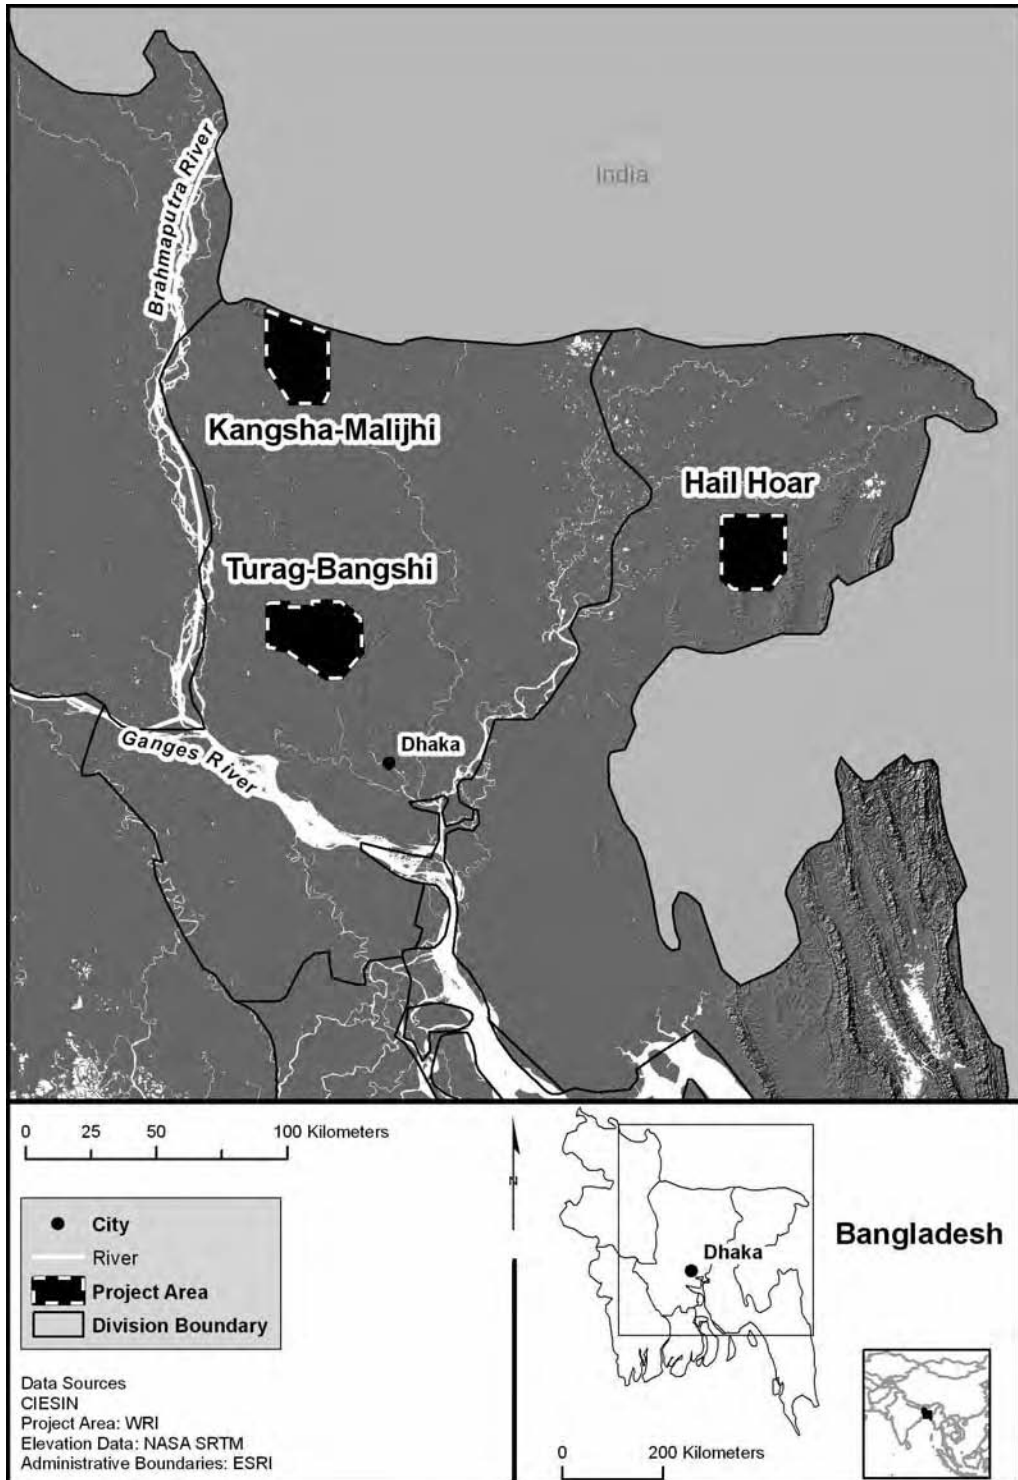 India
Brahmaputra River
Kangsha-Malijhi
Hail Hoar
Turag-Bangshi
Dhaka
Ganges River
0 25 50 100 Kilometers
N
City
River
Project Area
Division Boundary
Data Sources
CIESIN
Project Area: WRI
Elevation Data: NASA SRTM
Administrative Boundaries: ESRI
Dhaka
Bangladesh
0 200 Kilometers